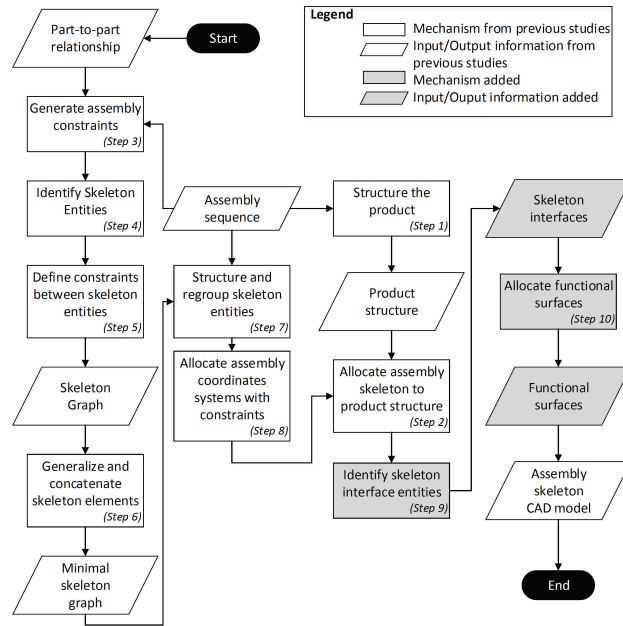 Part-to-part
relationship
Start
Legend
Mechanism from previous studies
Input/Output information from
previous studies
Mechanism added
Input/Ouput information added
Generate assembly
constraints
(Step 3)
Identify Skeleton
Entities
(Step 4)
Define constraints
between skeleton
entities
(Step 5)
Skeleton
Graph
Generalize and
concatenate
skeleton elements
(Step 6)
Minimal
skeleton
graph
Assembly
sequence
Structure and
regroup skeleton
entities
(Step 7)
Allocate assembly
coordinates
systems with
constraints
(Step 8)
Structure the
product
(Step 1)
Product
structure
Allocate assembly
skeleton to
product structure
(Step 2)
Identify skeleton
interface entities
(Step 9)
Skeleton
interfaces
Allocate functional
surfaces
(Step 10)
Functional
surfaces
Assembly
skeleton
CAD model
End